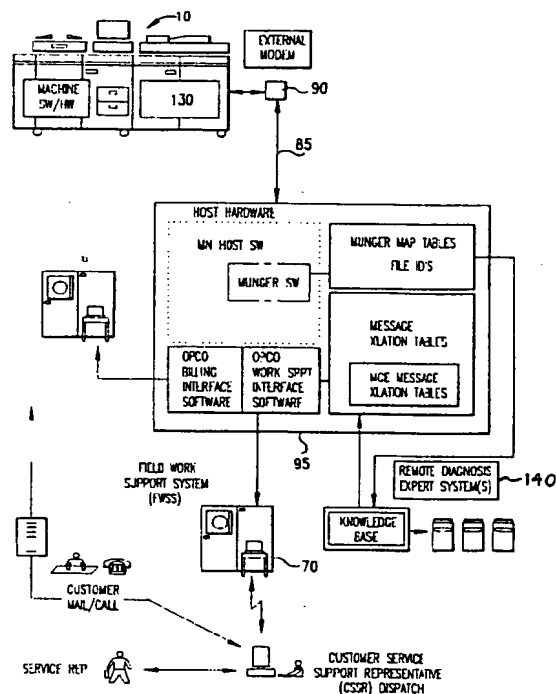 10
EXTERNAL
MODEM
MACHINE
SW/HW
130
90
85
HOST HARDWARE
MN HOST SW
MUNGER SW
MUNGER MAP TABLES
FILE ID'S
MESSAGE
XLATION TABLES
MCE MESSAGE
XLATION TABLES
OPCO
BILLING
INTERFACE
SOFTWARE
OPCO
WORK SPPT
INTERFACE
SOFTWARE
95
FIELD WORK
SUPPORT SYSTEM
(FWSS)
REMOTE DIAGNOSIS
EXPERT SYSTEM(S)
140
KNOWLEDGE
BASE
70
CUSTOMER
MAIL/CALL
SERVICE REP
CUSTOMER SERVICE
SUPPORT REPRESENTATIVE
(CSSR) DISPATCH